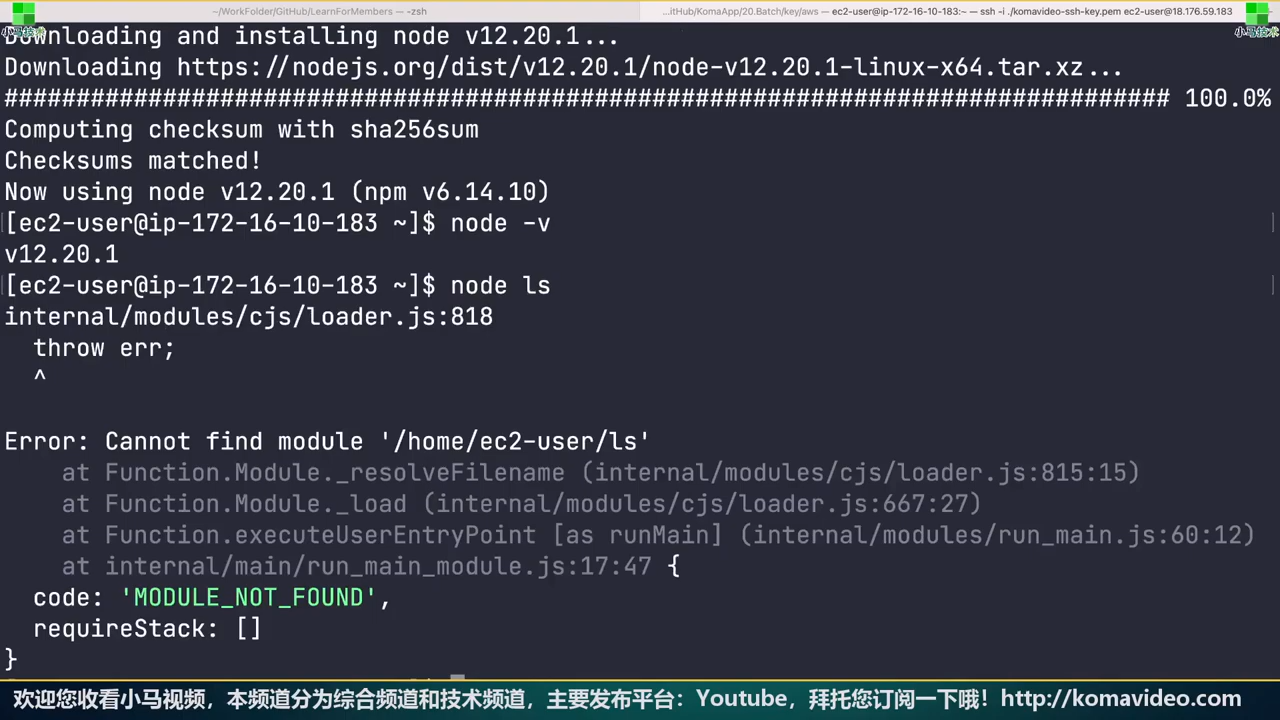 ~/WorkFolder/GitHub/LearnForMembers — -zsh
...itHub/KomaApp/20.Batch/key/aws — ec2-user@ip-172-16-10-183:~ — ssh -i ./komavideo-ssh-key.pem ec2-user@18.176.59.183
小马技术
小马技术
Downloading and installing node v12.20.1...
Downloading https://nodejs.org/dist/v12.20.1/node-v12.20.1-linux-x64.tar.xz...
################################################################################# 100.0%
Computing checksum with sha256sum
Checksums matched!
Now using node v12.20.1 (npm v6.14.10)
[ec2-user@ip-172-16-10-183 ~]$ node -v
v12.20.1
[ec2-user@ip-172-16-10-183 ~]$ node ls
internal/modules/cjs/loader.js:818
  throw err;
  ^
Error: Cannot find module '/home/ec2-user/ls'
    at Function.Module._resolveFilename (internal/modules/cjs/loader.js:815:15)
    at Function.Module._load (internal/modules/cjs/loader.js:667:27)
    at Function.executeUserEntryPoint [as runMain] (internal/modules/run_main.js:60:12)
    at internal/main/run_main_module.js:17:47 {
  code: 'MODULE_NOT_FOUND',
  requireStack: []
}
欢迎您收看小马视频，本频道分为综合频道和技术频道，主要发布平台：Youtube，拜托您订阅一下哦！http://komavideo.com